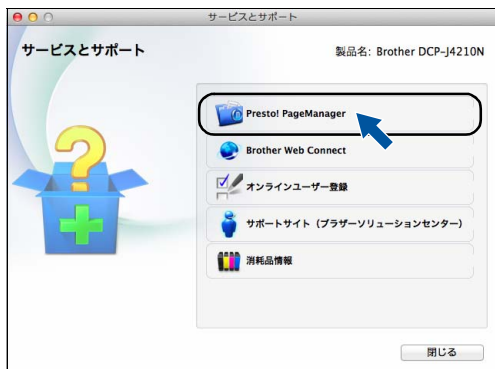 サービスとサポート
サービスとサポート
製品名: Brother DCP-J4210N
Presto! PageManager
Brother Web Connect
オンラインユーザー登録
サポートサイト（ブラザーソリューションセンター）
消耗品情報
閉じる